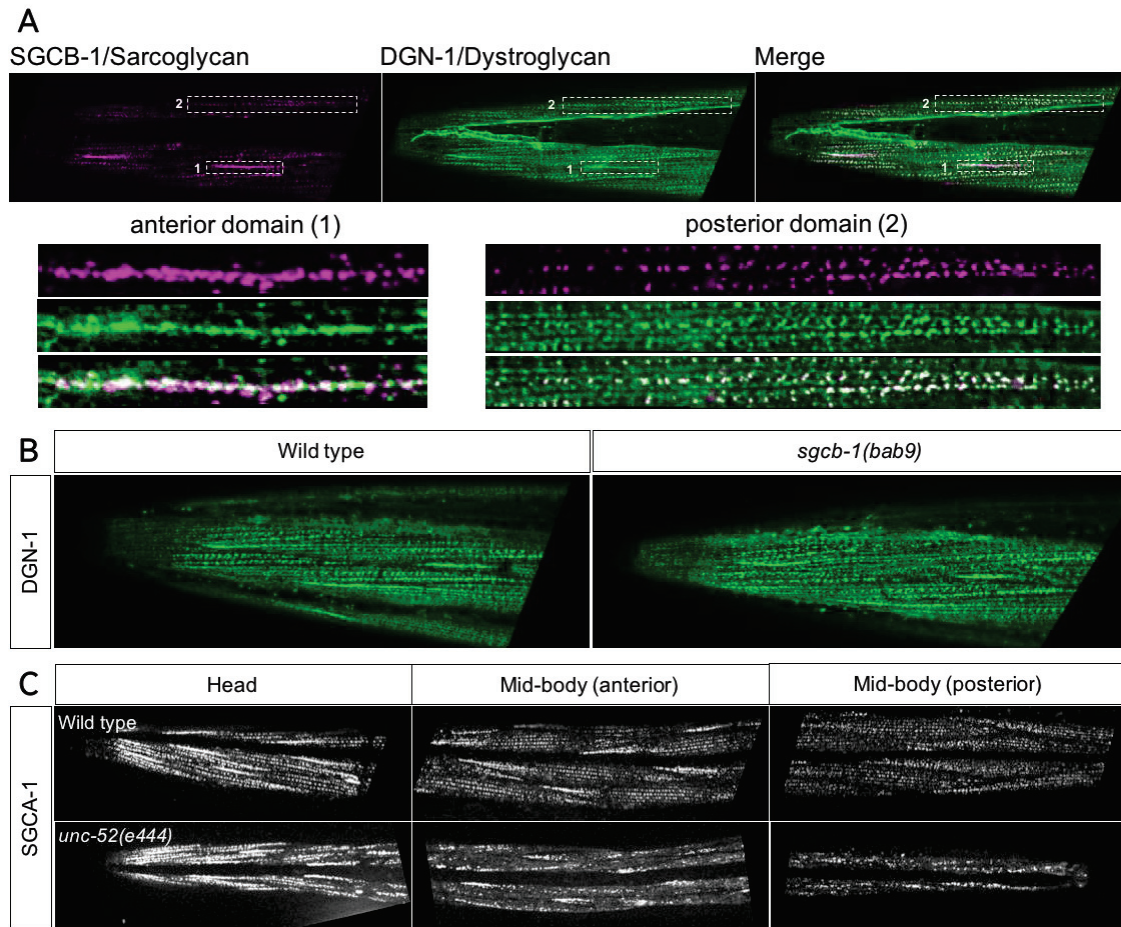 A
SGCB-1/Sarcoglycan
DGN-1/Dystroglycan
Merge
2
1
2
1
2
1
anterior domain (1)
posterior domain (2)
B
Wild type
sgcb-1(bab9)
DGN-1
C
Head
Mid-body (anterior)
Mid-body (posterior)
SGCA-1
Wild type
unc-52(e444)